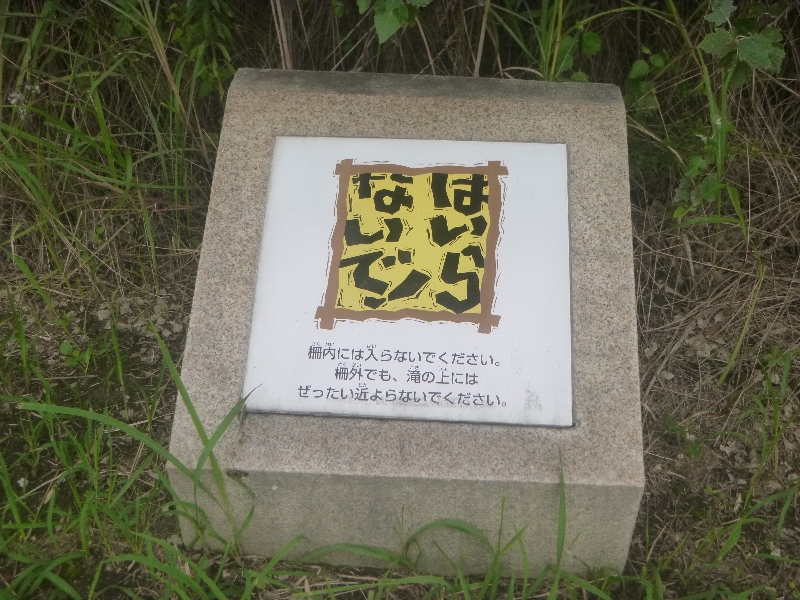 はいら
ないでン
柵内には入らないでください。
柵外でも、滝の上には
ぜったい近よらないでください。